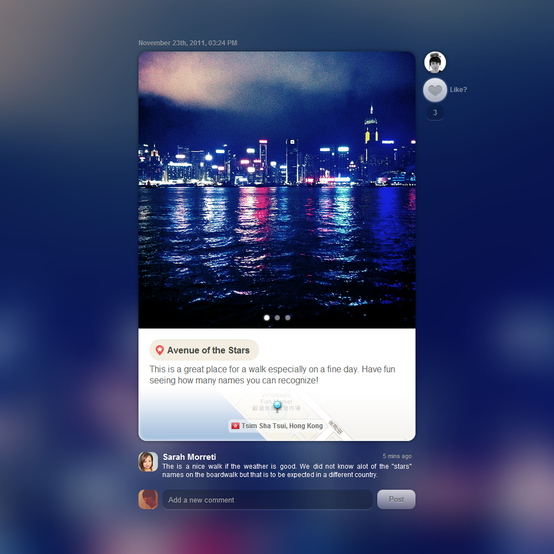 November 23th, 2011, 03:24 PM
Like?
3
Avenue of the Stars
This is a great place for a walk especially on a fine day. Have fun
seeing how many names you can recognize!
Tsim Sha Tsui, Hong Kong
Sarah Morreti
5 mins ago
The is a nice walk if the weather is good. We did not know alot of the "stars"
names on the boardwalk but that is to be expected in a different country.
Add a new comment
Post